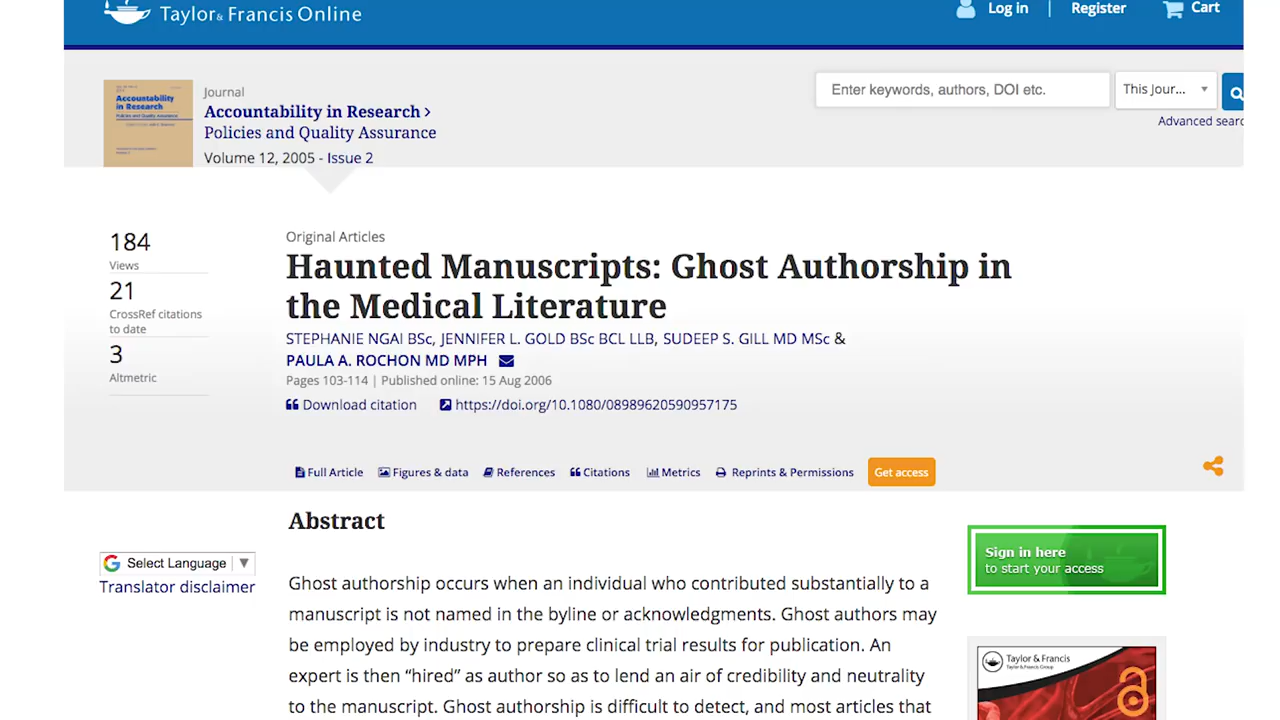 Taylor & Francis Online
Log in | Register Cart
Accountability
in Research
Journal
Accountability in Research >
Policies and Quality Assurance
Volume 12, 2005 - Issue 2
Enter keywords, authors, DOI etc.
This Jour...
Advanced searc
184
Views
21
CrossRef citations
to date
3
Altmetric
Original Articles
Haunted Manuscripts: Ghost Authorship in
the Medical Literature
STEPHANIE NGAI BSc, JENNIFER L. GOLD BSc BCL LLB, SUDEEP S. GILL MD MSc &
PAULA A. ROCHON MD MPH
Pages 103-114 | Published online: 15 Aug 2006
Download citation https://doi.org/10.1080/08989620590957175
Full Article Figures & data References Citations Metrics Reprints & Permissions Get access
Select Language
Translator disclaimer
Abstract
Ghost authorship occurs when an individual who contributed substantially to a
manuscript is not named in the byline or acknowledgments. Ghost authors may
be employed by industry to prepare clinical trial results for publication. An
expert is then “hired” as author so as to lend an air of credibility and neutrality
to the manuscript. Ghost authorship is difficult to detect, and most articles that
Sign in here
to start your access
Taylor & Francis
Taylor & Francis Group